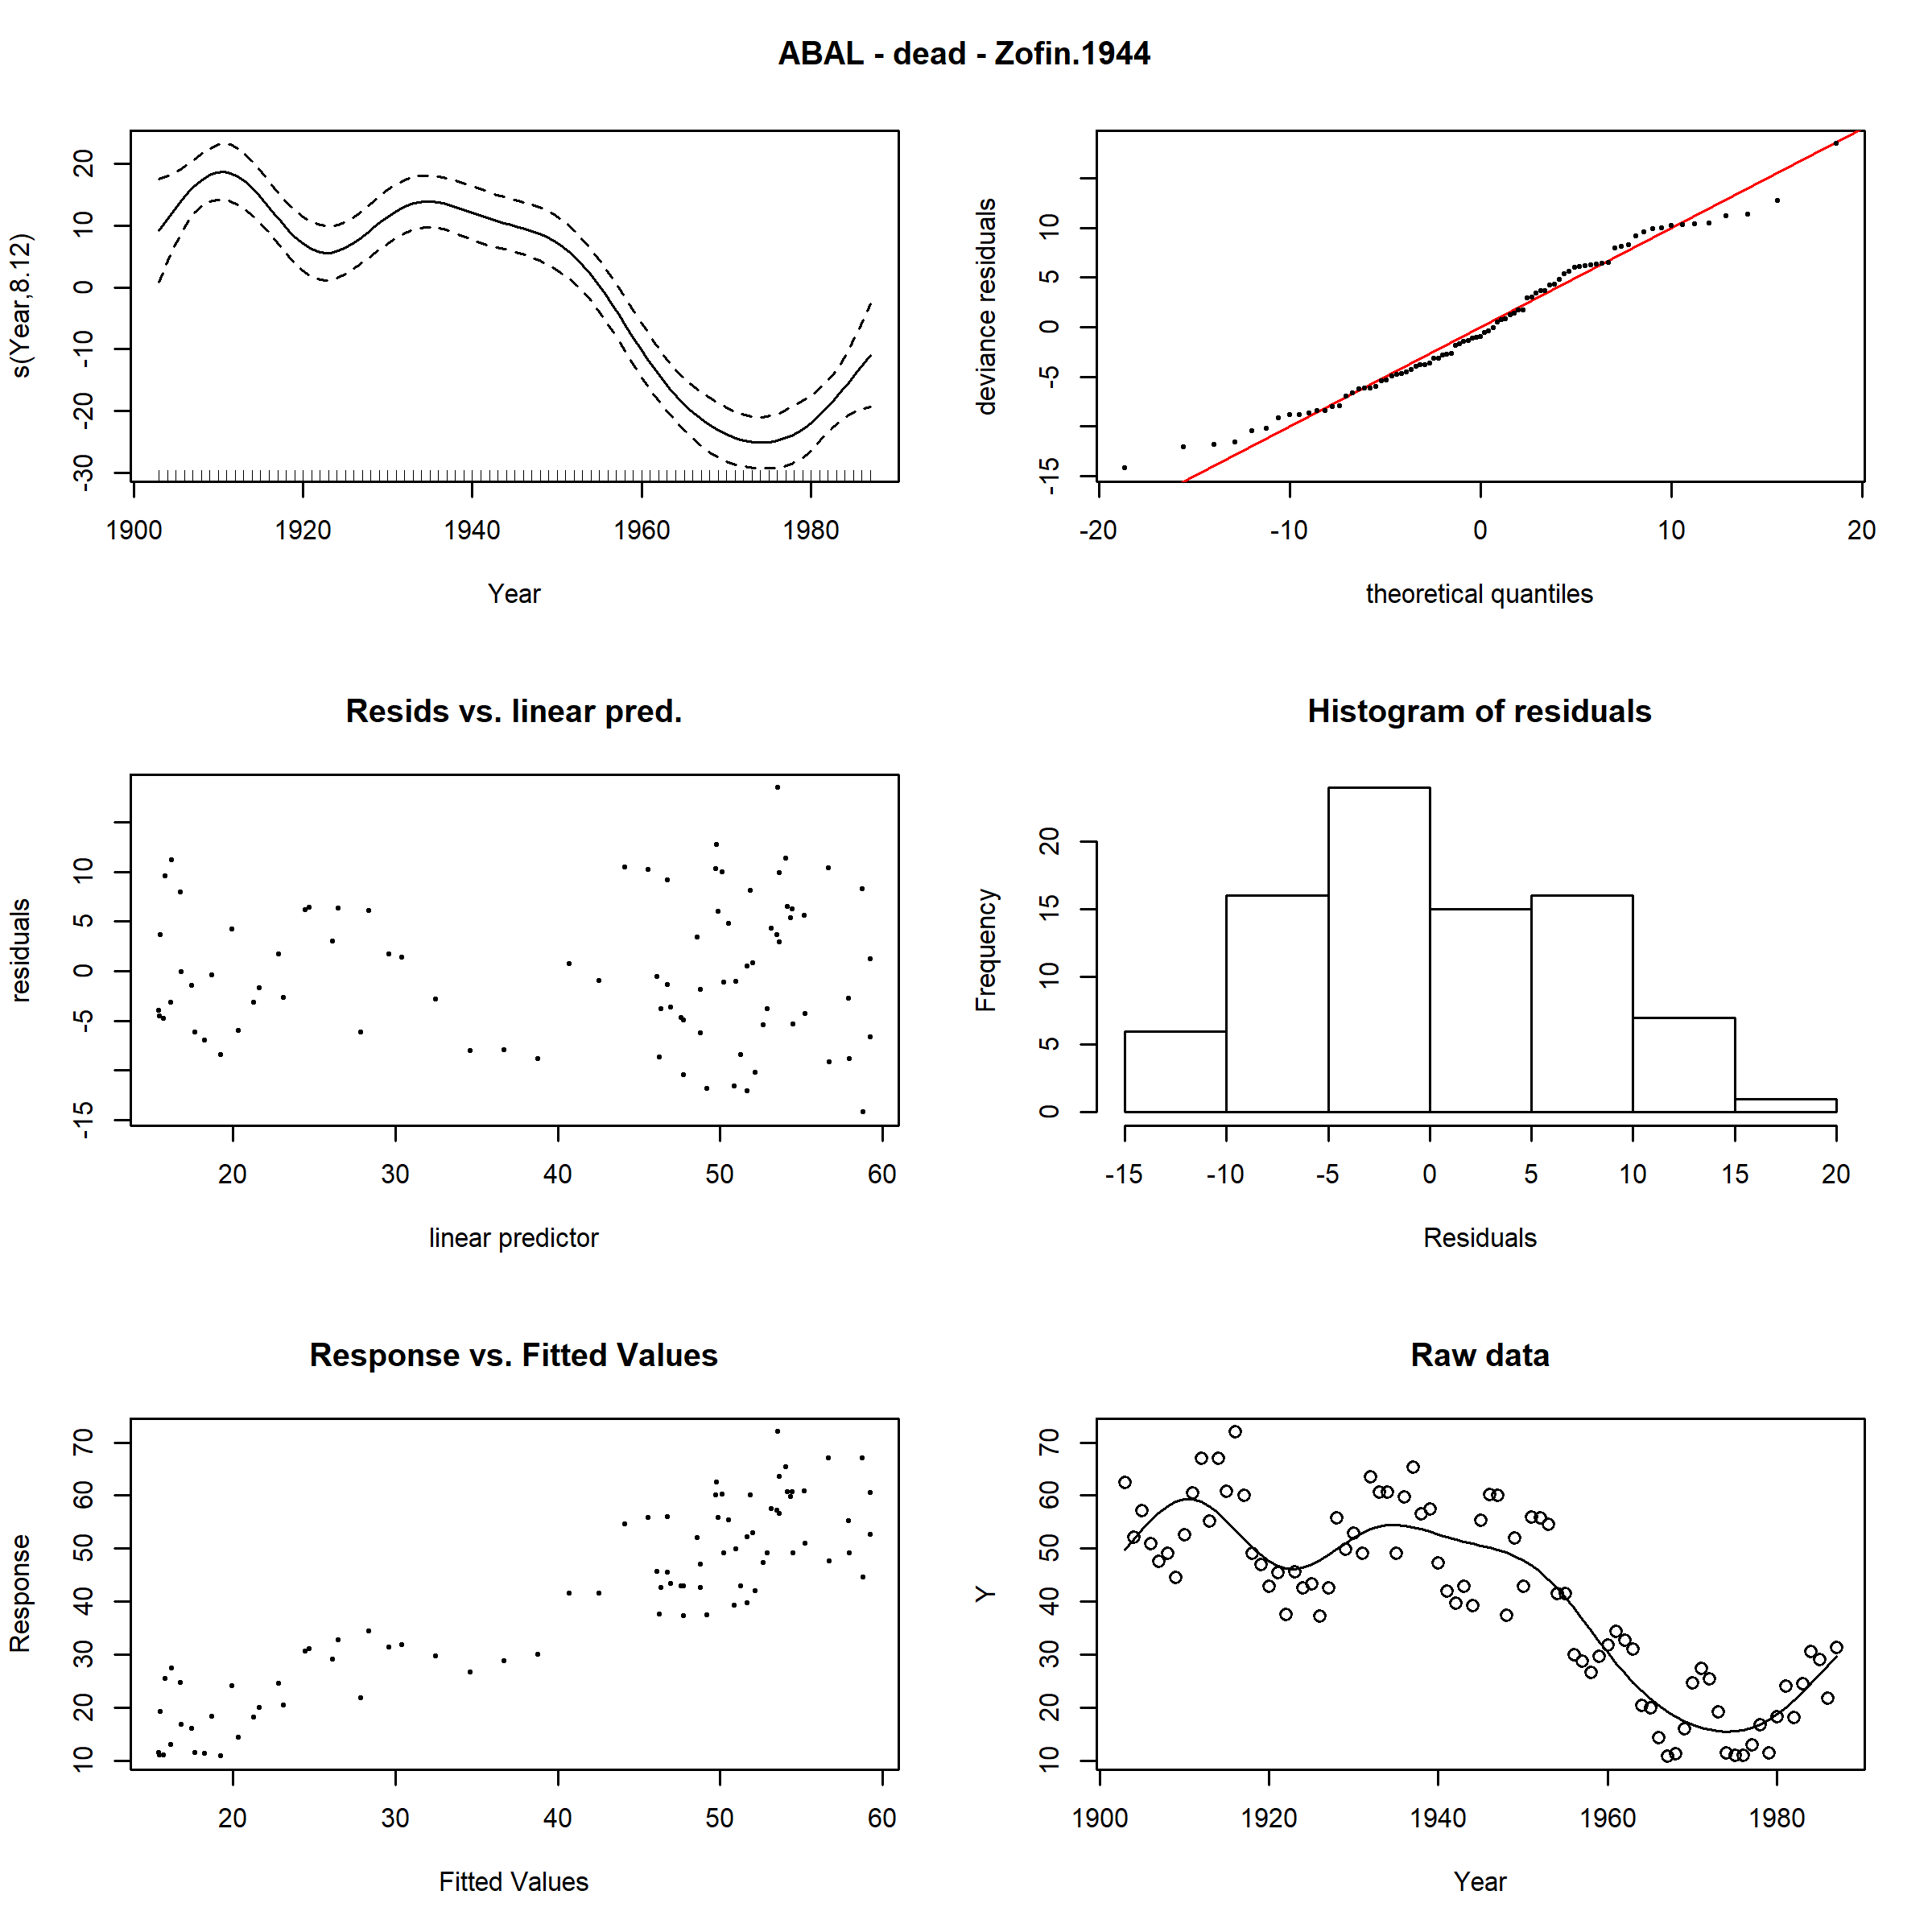 ABAL - dead - Zofin.1944
s(Year,8.12)
20
10
0
-10
-20
-30
1900 1920 1940 1960 1980
Year
deviance residuals
10
5
0
-5
-15
-20 -10 0 10 20
theoretical quantiles
Resids vs. linear pred.
residuals
10
5
0
-5
-15
20 30 40 50 60
linear predictor
Histogram of residuals
Frequency
20
15
10
5
0
-15 -10 -5 0 5 10 15 20
Residuals
Response vs. Fitted Values
Response
70
60
50
40
30
20
10
20 30 40 50 60
Fitted Values
Raw data
Y
70
60
50
40
30
20
10
1900 1920 1940 1960 1980
Year